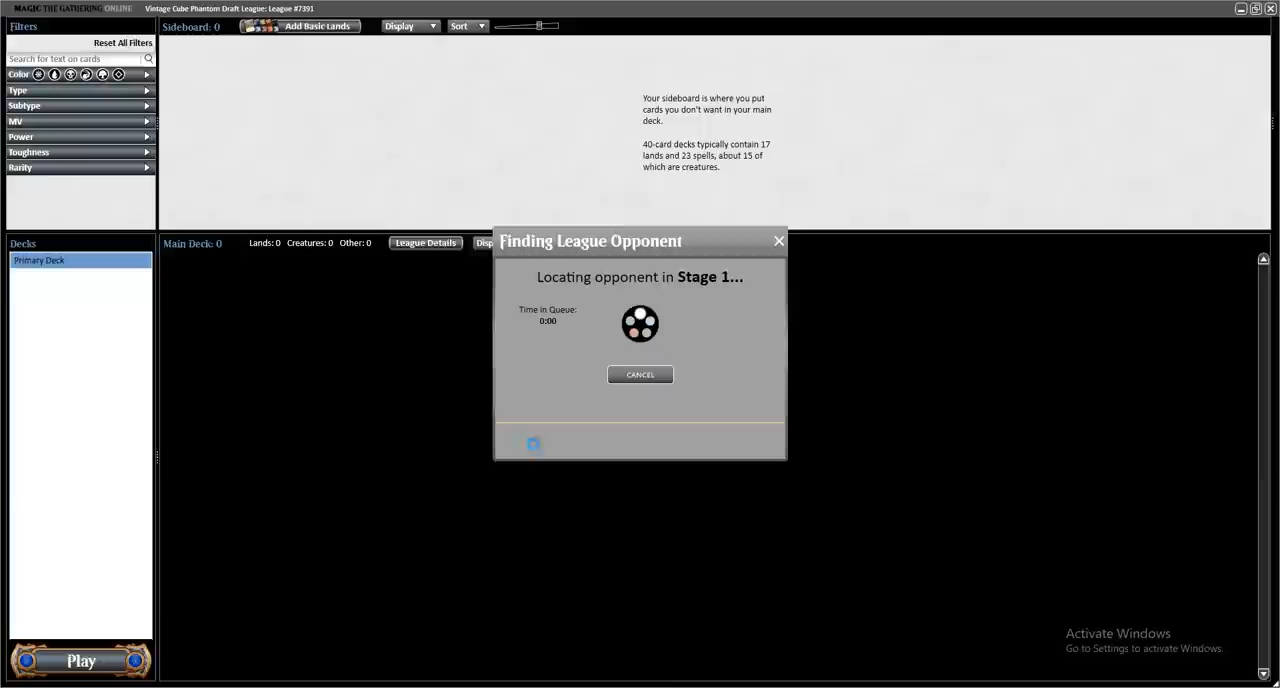 MAGIC THE GATHERING ONLINE Vintage Cube Phantom Draft League: League #7391
Filters
Sideboard: 0 Add Basic Lands Display Sort
Reset All Filters
Search for text on cards
Color
Type
Subtype
MV
Power
Toughness
Rarity
Your sideboard is where you put
cards you don't want in your main
deck.
40-card decks typically contain 17
lands and 23 spells, about 15 of
which are creatures.
Decks
Primary Deck
Main Deck: 0 Lands: 0 Creatures: 0 Other: 0 League Details Disp
Finding League Opponent
Locating opponent in Stage 1...
Time in Queue:
0:00
CANCEL
Activate Windows
Go to Settings to activate Windows.
Play